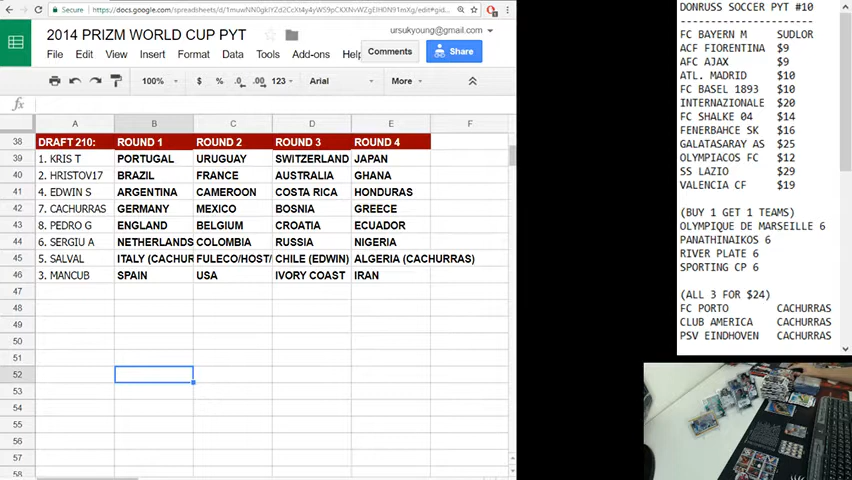 Secure https://docs.google.com/spreadsheets/d/
2014 PRIZM WORLD CUP PYT
ursukyoung@gmail.com
File Edit View Insert Format Data Tools Add-ons Help
Comments
Share
100% $ % .0 .00 123 Arial More
fx
A B C D E F
38 DRAFT 210: ROUND 1 ROUND 2 ROUND 3 ROUND 4
39 1. KRIS T PORTUGAL URUGUAY SWITZERLAND JAPAN
40 2. HRISTOV17 BRAZIL FRANCE AUSTRALIA GHANA
41 4. EDWIN S ARGENTINA CAMEROON COSTA RICA HONDURAS
42 7. CACHURRAS GERMANY MEXICO BOSNIA GREECE
43 8. PEDRO G ENGLAND BELGIUM CROATIA ECUADOR
44 6. SERGIU A NETHERLANDS COLOMBIA RUSSIA NIGERIA
45 5. SALVAL ITALY (CACHUR FULECO/HOST/ CHILE (EDWIN) ALGERIA (CACHURRAS)
46 3. MANCUB SPAIN USA IVORY COAST IRAN
47
48
49
50
51
52
53
54
55
56
57
58
DONRUSS SOCCER PYT #10
--------------------
FC BAYERN M SUDLOR
ACF FIORENTINA $9
AFC AJAX $9
ATL. MADRID $10
FC BASEL 1893 $10
INTERNAZIONALE $20
FC SHALKE 04 $14
FENERBAHCE SK $16
GALATASARAY AS $25
OLYMPIACOS FC $12
SS LAZIO $29
VALENCIA CF $19
(BUY 1 GET 1 TEAMS)
OLYMPIQUE DE MARSEILLE 6
PANATHINAIKOS 6
RIVER PLATE 6
SPORTING CP 6
(ALL 3 FOR $24)
FC PORTO CACHURRAS
CLUB AMERICA CACHURRAS
PSV EINDHOVEN CACHURRAS